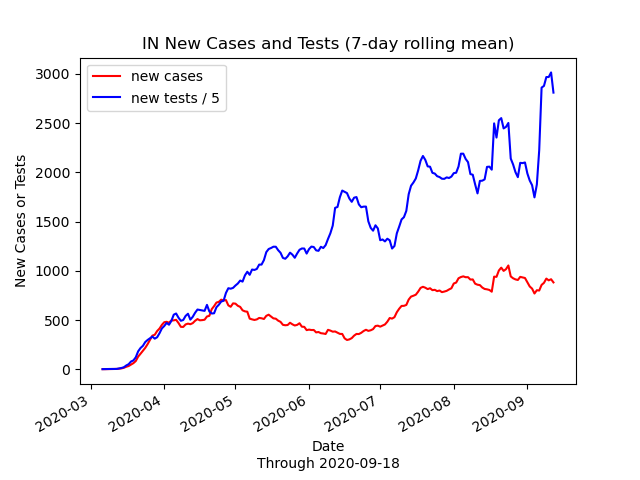 IN New Cases and Tests (7-day rolling mean)
new cases
new tests / 5
3000
2500
2000
1500
1000
500
0
New Cases or Tests
2020-03
2020-04
2020-05
2020-06
2020-07
2020-08
2020-09
Date
Through 2020-09-18